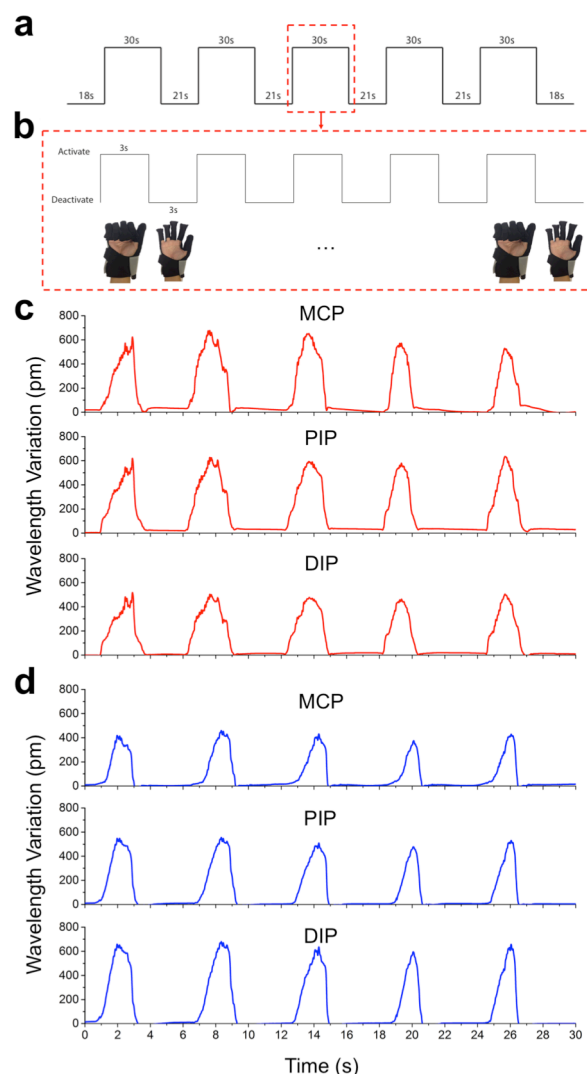 a
30s 30s 30s 30s 30s
18s 21s 21s 21s 21s 18s
b
Activate 3s
Deactivate 3s
...
c
MCP
800
600
400
200
0
PIP
800
600
400
200
0
DIP
800
600
400
200
0
Wavelength Variation (pm)
d
MCP
800
600
400
200
0
PIP
800
600
400
200
0
DIP
800
600
400
200
0
Wavelength Variation (pm)
0 2 4 6 8 10 12 14 16 18 20 22 24 26 28 30
Time (s)